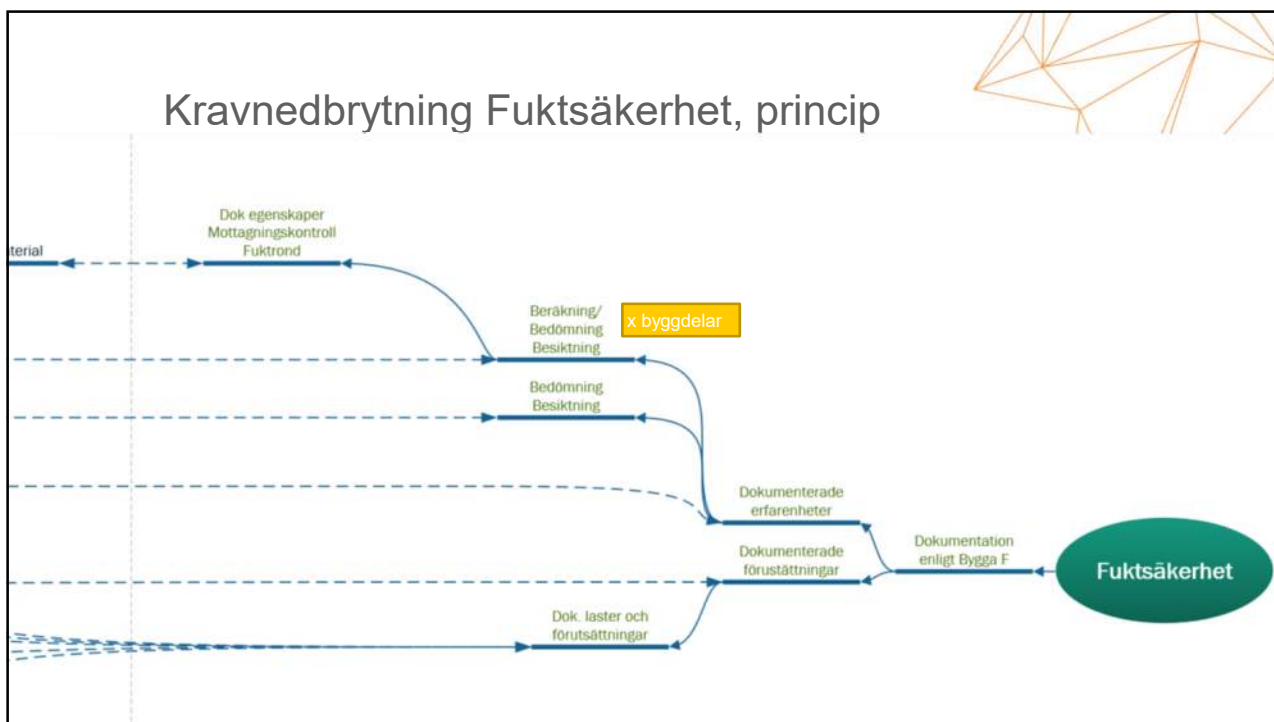 Kravnedbrytning Fuktsäkerhet, princip
Dok egenskaper
Mottagningskontroll
Fuktrond
terial
Beräkning/
Bedömning
Besiktning
x byggdelar
Bedömning
Besiktning
Dokumenterade
erfarenheter
Dokumenterade
förustättningar
Dokumentation
enligt Bygga F
Fuktsäkerhet
Dok. laster och
förutsättningar